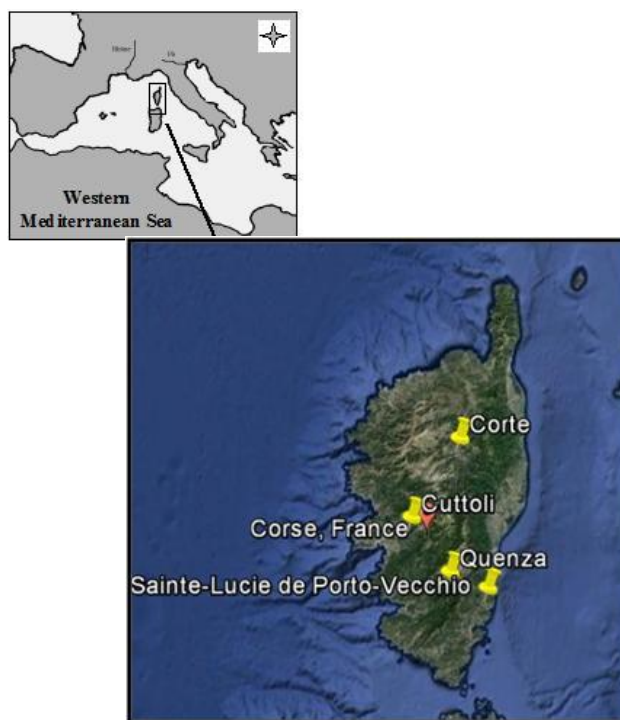 Western
Mediterranean Sea
Corte
Cuttoli
Corse, France
Quenza
Sainte-Lucie de Porto-Vecchio